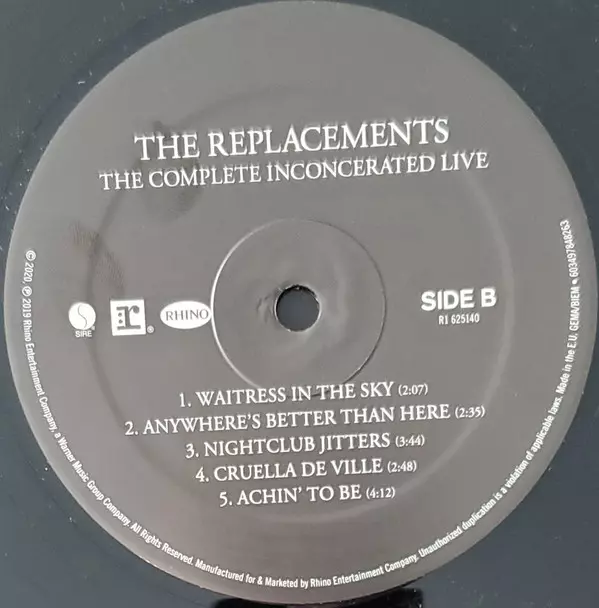 THE REPLACEMENTS
THE COMPLETE INCONCERATED LIVE
SIRE
r
®
RHINO
SIDE B
R1 625140
1. WAITRESS IN THE SKY (2:07)
2. ANYWHERE'S BETTER THAN HERE (2:35)
3. NIGHTCLUB JITTERS (3:44)
4. CRUELLA DE VILLE (2:48)
5. ACHIN' TO BE (4:12)
© 2020, ℗ 2019 Rhino Entertainment Company, a Warner Music Group Company. All Rights Reserved. Manufactured for & Marketed by Rhino Entertainment Company. Unauthorized duplication is a violation of applicable laws. Made in the E.U. GEMA/BIEM • 603497848263